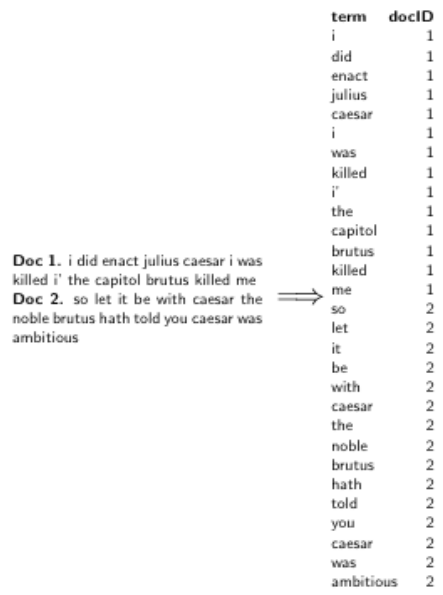 Doc 1. i did enact julius caesar i was
killed i' the capitol brutus killed me
Doc 2. so let it be with caesar the
noble brutus hath told you caesar was
ambitious
⟹
term docID
i 1
did 1
enact 1
julius 1
caesar 1
i 1
was 1
killed 1
i' 1
the 1
capitol 1
brutus 1
killed 1
me 1
so 2
let 2
it 2
be 2
with 2
caesar 2
the 2
noble 2
brutus 2
hath 2
told 2
you 2
caesar 2
was 2
ambitious 2